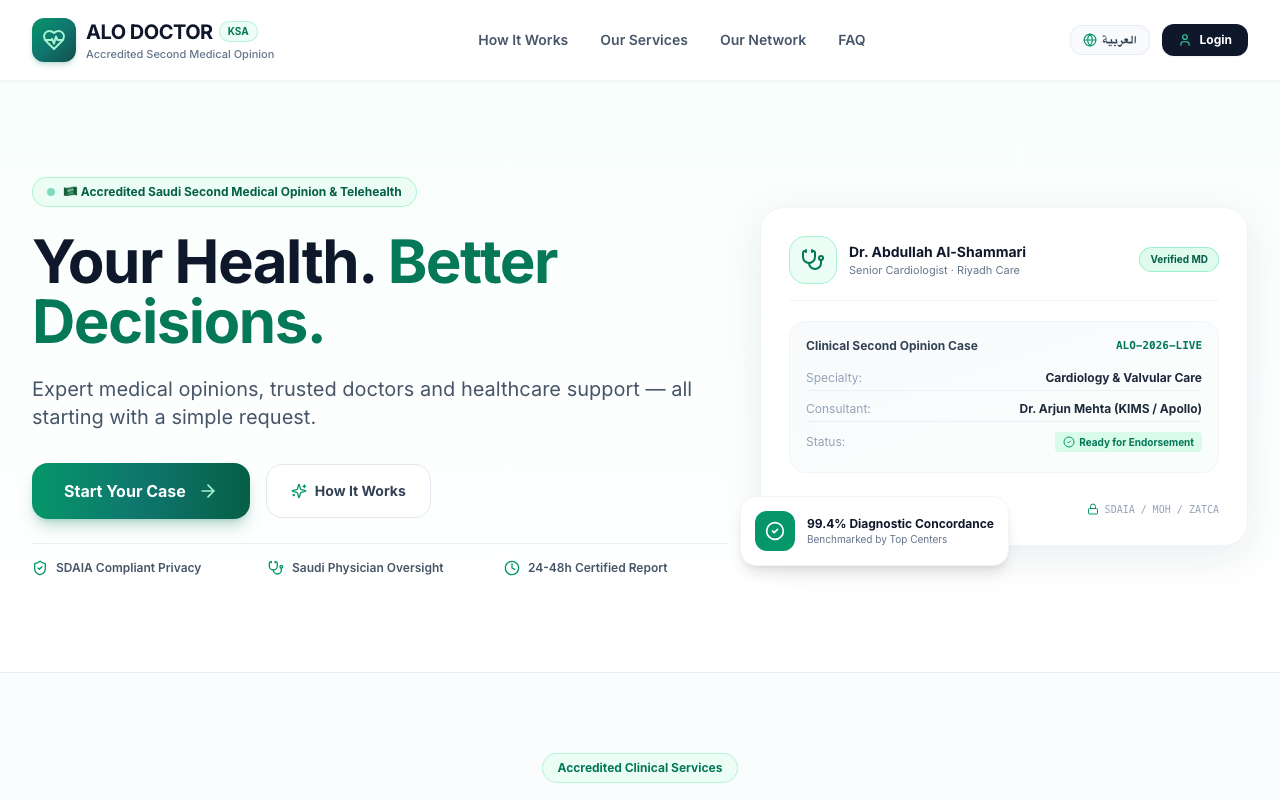 ALO DOCTOR KSA
Accredited Second Medical Opinion
How It Works
Our Services
Our Network
FAQ
العربية
Login
Accredited Saudi Second Medical Opinion & Telehealth
Your Health. Better
Decisions.
Expert medical opinions, trusted doctors and healthcare support — all
starting with a simple request.
Start Your Case
How It Works
SDAIA Compliant Privacy
Saudi Physician Oversight
24-48h Certified Report
Dr. Abdullah Al-Shammari
Senior Cardiologist · Riyadh Care
Verified MD
Clinical Second Opinion Case
ALO-2026-LIVE
Specialty:
Cardiology & Valvular Care
Consultant:
Dr. Arjun Mehta (KIMS / Apollo)
Status:
Ready for Endorsement
SDAIA / MOH / ZATCA
99.4% Diagnostic Concordance
Benchmarked by Top Centers
Accredited Clinical Services